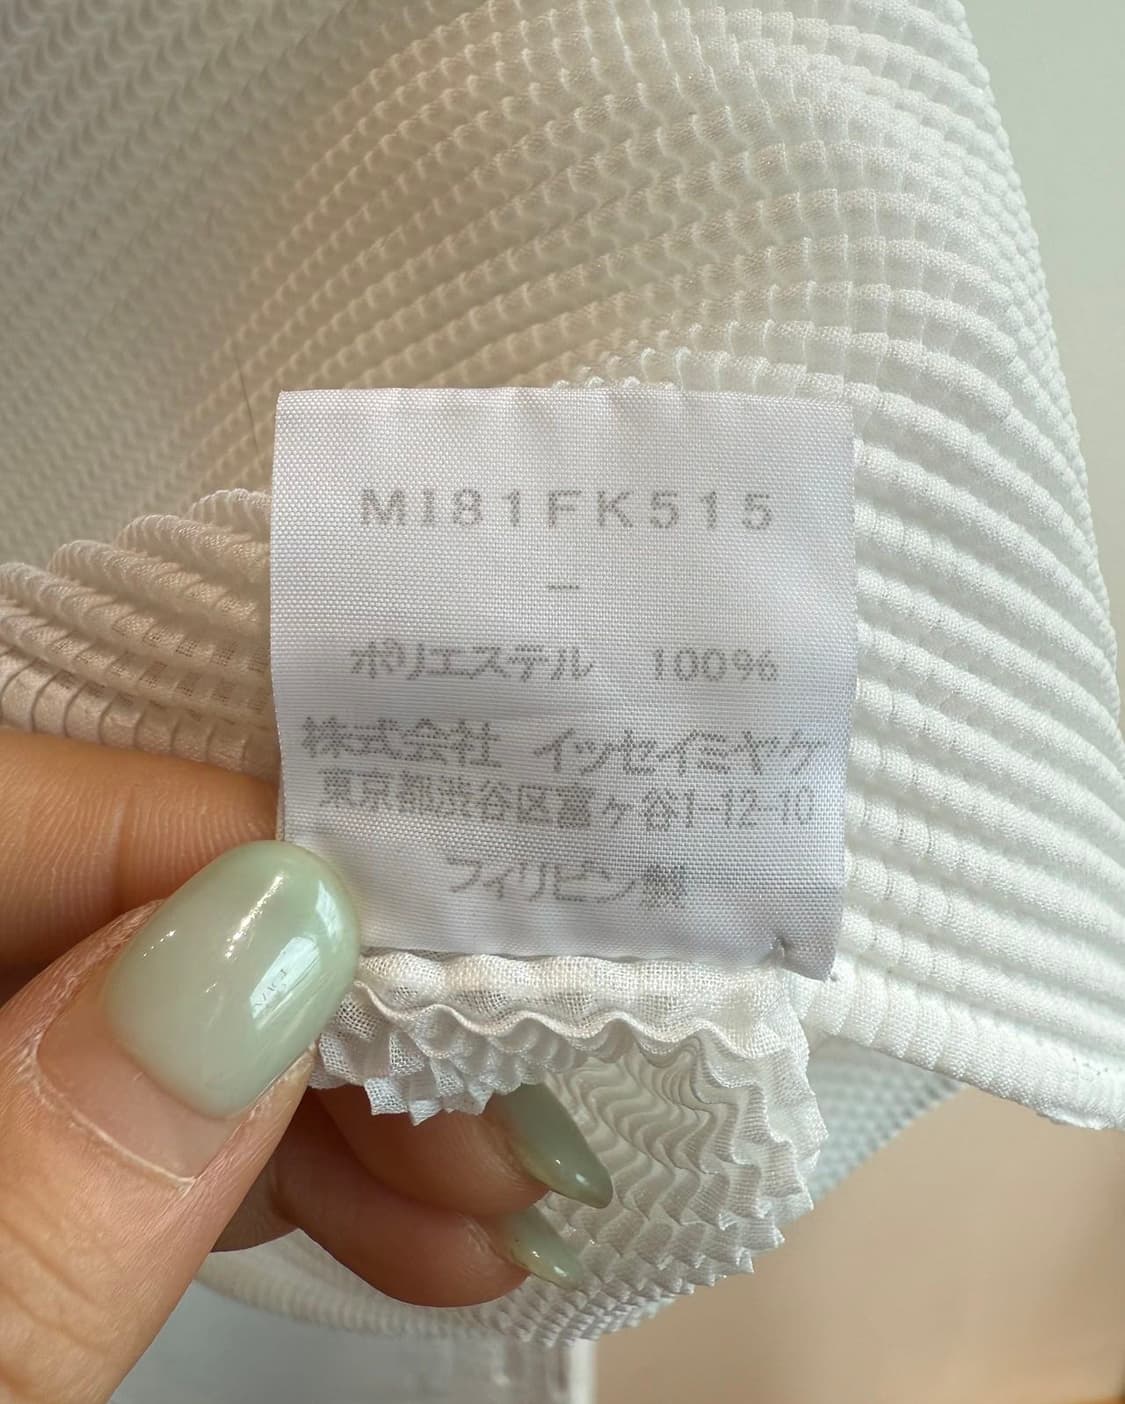 MI81FK515
—
ポリエステル 100%
株式会社 イッセイミヤケ
東京都渋谷区富ヶ谷1-12-10
フィリピン製